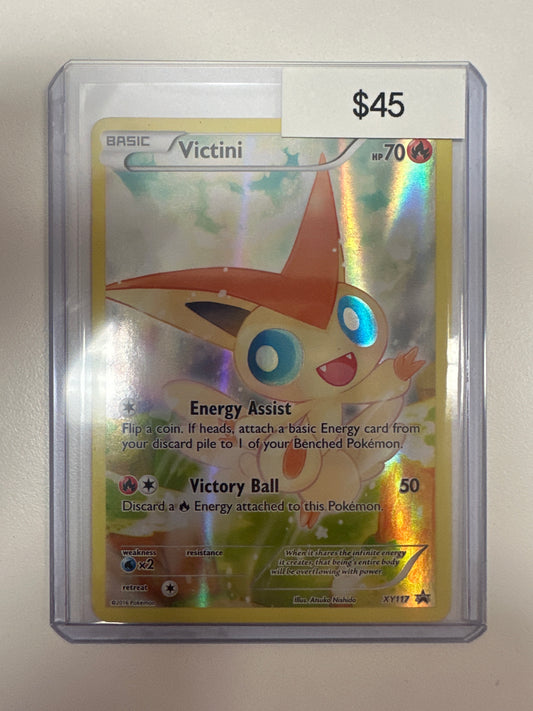 $45
BASIC Victini HP70
Energy Assist
Flip a coin. If heads, attach a basic Energy card from
your discard pile to 1 of your Benched Pokémon.
Victory Ball 50
Discard a Energy attached to this Pokémon.
weakness resistance
×2
retreat
When it shares the infinite energy
it creates, that being's entire body
will be overflowing with power.
Illus. Atsuko Nishida
©2016 Pokémon
XY117